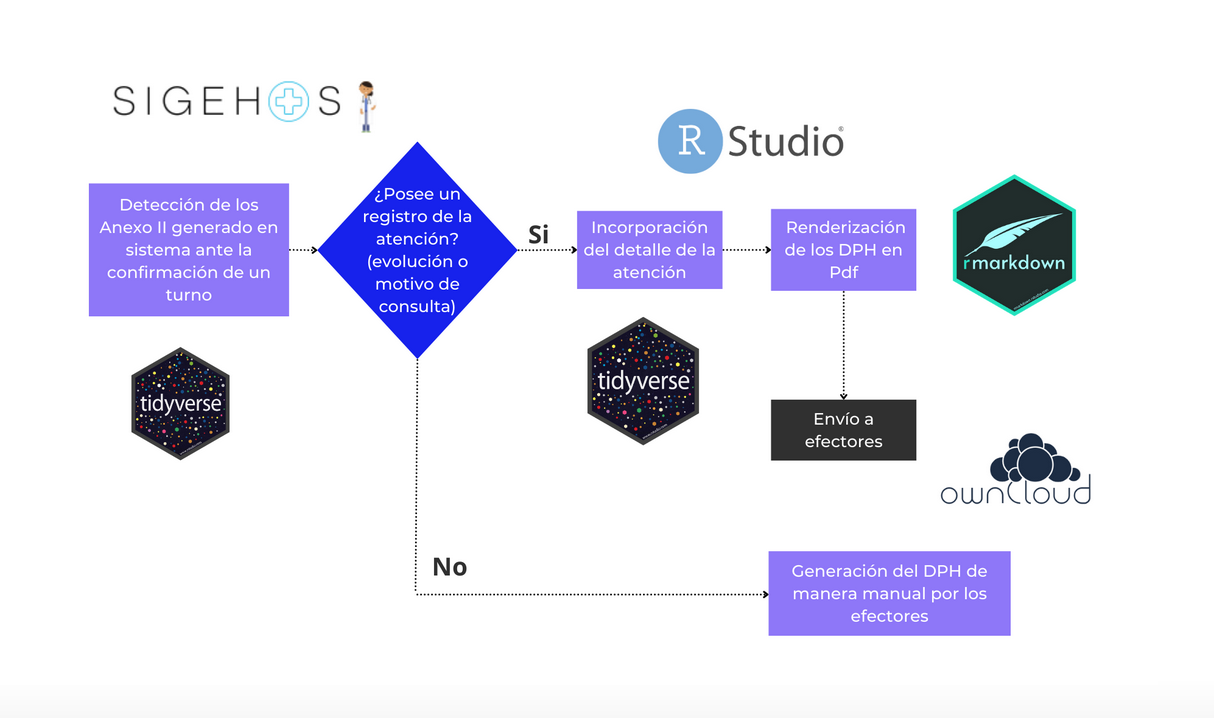 SIGEHOS
R Studio®
Detección de los
Anexo II generado en
sistema ante la
confirmación de un
turno
¿Posee un
registro de la
atención?
(evolución o
motivo de
consulta)
Si
Incorporación
del detalle de la
atención
Renderización
de los DPH en
Pdf
rmarkdown
tidyverse
tidyverse
Envío a
efectores
ownCloud
No
Generación del DPH de
manera manual por los
efectores